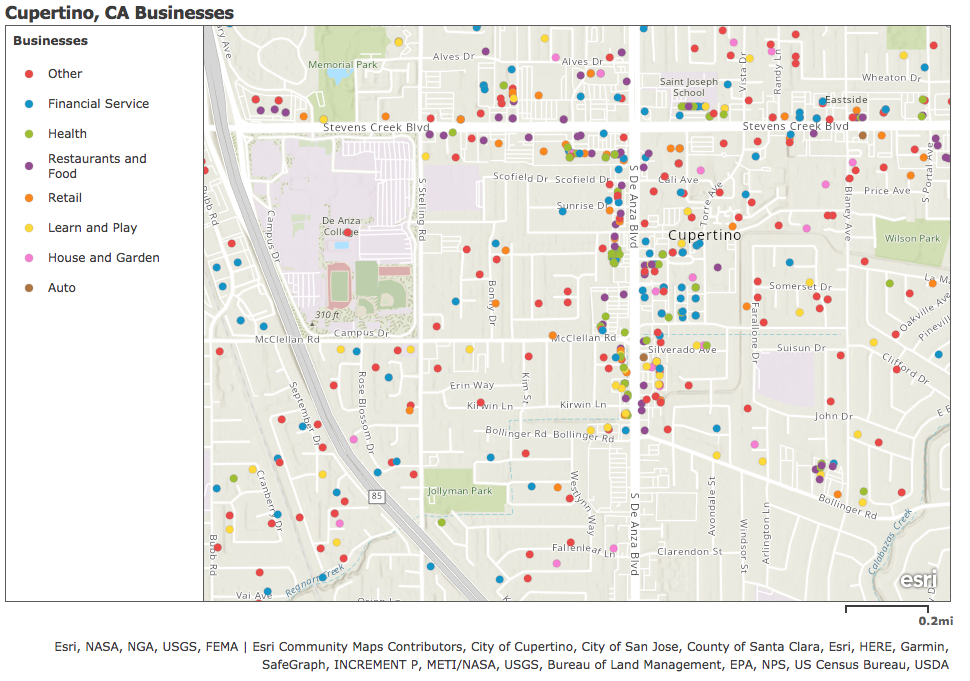 Cupertino, CA Businesses
Businesses
Other
Financial Service
Health
Restaurants and
Food
Retail
Learn and Play
House and Garden
Auto
Memorial Park
Alves Dr
Alves Dr
Vista Dr
Randy Ln
Wheaton Dr
Saint Joseph
School
Eastside
Stevens Creek Blvd
Stevens Creek Blvd
Bubb Rd
Campus Dr
De Anza
College
S Stelling Rd
Scofield Dr
Scofield Dr
Sunrise Dr
S De Anza Blvd
Cali Ave
Torre Ave
Cupertino
Blaney Ave
Price Ave
S Portal Ave
Wilson Park
310 ft
Campus Dr
McClellan Rd
Bonny Dr
McClellan Rd
Silverado Ave
Farallone Dr
Somerset Dr
Suisun Dr
Oakville Ave
Clifford Dr
September Dr
Rose Blossom Dr
Erin Way
Kim St
Kirwin Ln
Kirwin Ln
Bollinger Rd
Bollinger Rd
John Dr
Cranberry Dr
85
Jollyman Park
Westlynn Way
S De Anza Blvd
Avondale St
Windsor St
Arlington Ln
Bollinger Rd
Calabazas Creek
Bubb Rd
Regnart Creek
Fallenleaf Ln
Clarendon St
Vai Ave
esri
0.2mi
Esri, NASA, NGA, USGS, FEMA | Esri Community Maps Contributors, City of Cupertino, City of San Jose, County of Santa Clara, Esri, HERE, Garmin,
SafeGraph, INCREMENT P, METI/NASA, USGS, Bureau of Land Management, EPA, NPS, US Census Bureau, USDA